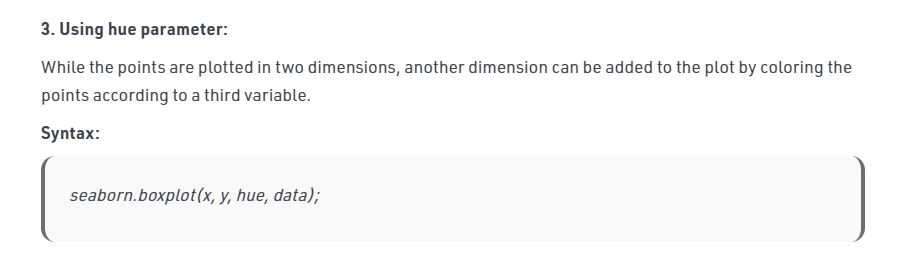 3. Using hue parameter:
While the points are plotted in two dimensions, another dimension can be added to the plot by coloring the
points according to a third variable.
Syntax:
seaborn.boxplot(x, y, hue, data);